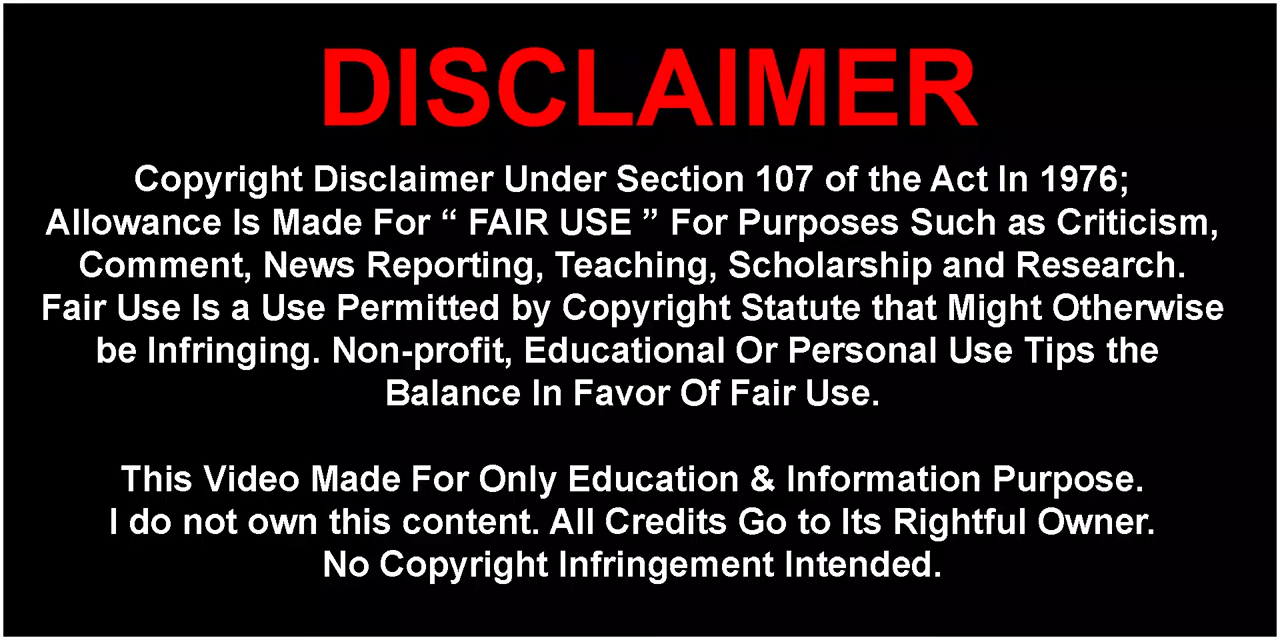 DISCLAIMER
Copyright Disclaimer Under Section 107 of the Act In 1976;
Allowance Is Made For “ FAIR USE ” For Purposes Such as Criticism,
Comment, News Reporting, Teaching, Scholarship and Research.
Fair Use Is a Use Permitted by Copyright Statute that Might Otherwise
be Infringing. Non-profit, Educational Or Personal Use Tips the
Balance In Favor Of Fair Use.
This Video Made For Only Education & Information Purpose.
I do not own this content. All Credits Go to Its Rightful Owner.
No Copyright Infringement Intended.